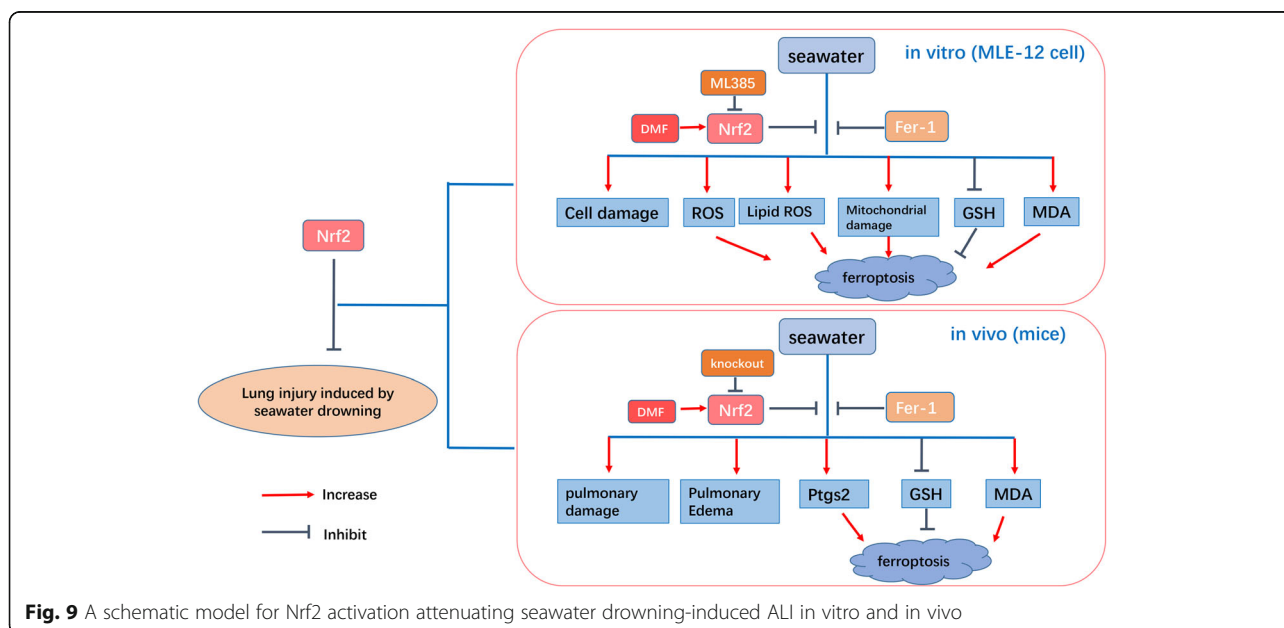 seawater
in vitro (MLE-12 cell)
ML385
DMF
Nrf2
Fer-1
Cell damage
ROS
Lipid ROS
Mitochondrial
damage
GSH
MDA
ferroptosis
Nrf2
Lung injury induced by
seawater drowning
Increase
Inhibit
seawater
in vivo (mice)
knockout
DMF
Nrf2
Fer-1
pulmonary
damage
Pulmonary
Edema
Ptgs2
GSH
MDA
ferroptosis
Fig. 9 A schematic model for Nrf2 activation attenuating seawater drowning-induced ALI in vitro and in vivo